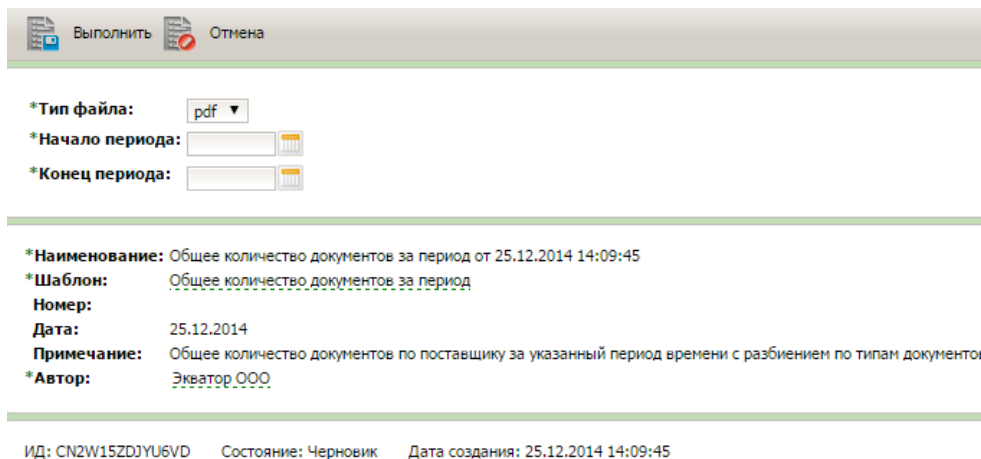 Выполнить Отмена
*Тип файла: pdf ▼
*Начало периода:
*Конец периода:
*Наименование: Общее количество документов за период от 25.12.2014 14:09:45
*Шаблон: Общее количество документов за период
Номер:
Дата: 25.12.2014
Примечание: Общее количество документов по поставщику за указанный период времени с разбиением по типам
*Автор: Экватор ООО
ИД: CN2W15ZDJYU6VD Состояние: Черновик Дата создания: 25.12.2014 14:09:45